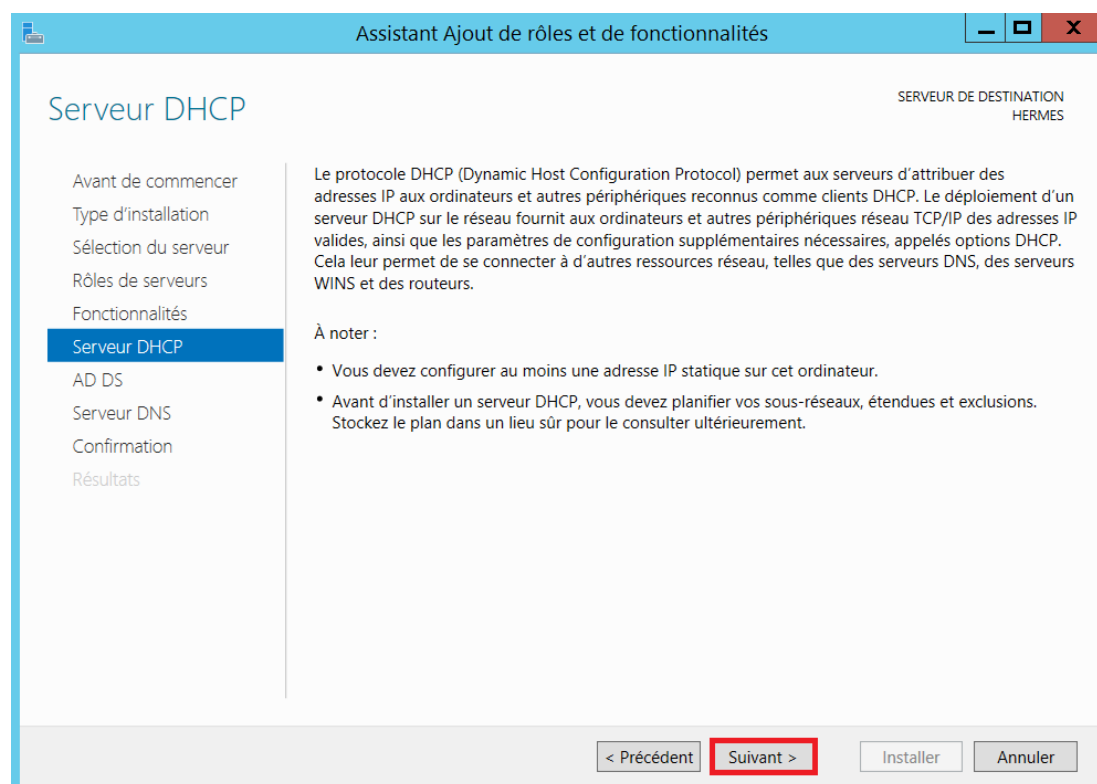 Assistant Ajout de rôles et de fonctionnalités
X
Serveur DHCP
SERVEUR DE DESTINATION
HERMES
Avant de commencer
Type d'installation
Sélection du serveur
Rôles de serveurs
Fonctionnalités
Serveur DHCP
AD DS
Serveur DNS
Confirmation
Résultats
Le protocole DHCP (Dynamic Host Configuration Protocol) permet aux serveurs d'attribuer des
adresses IP aux ordinateurs et autres périphériques reconnus comme clients DHCP. Le déploiement d'un
serveur DHCP sur le réseau fournit aux ordinateurs et autres périphériques réseau TCP/IP des adresses IP
valides, ainsi que les paramètres de configuration supplémentaires nécessaires, appelés options DHCP.
Cela leur permet de se connecter à d'autres ressources réseau, telles que des serveurs DNS, des serveurs
WINS et des routeurs.
À noter :
• Vous devez configurer au moins une adresse IP statique sur cet ordinateur.
• Avant d'installer un serveur DHCP, vous devez planifier vos sous-réseaux, étendues et exclusions.
Stockez le plan dans un lieu sûr pour le consulter ultérieurement.
< Précédent
Suivant >
Installer
Annuler